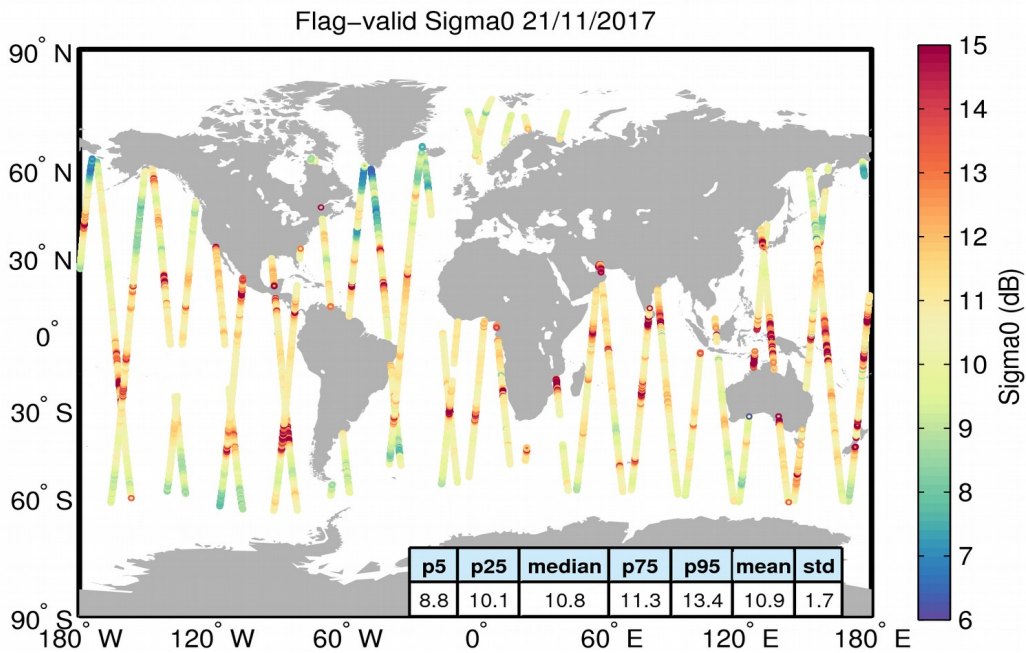 Flag−valid Sigma0 21/11/2017
90° N
60° N
30° N
0°
30° S
60° S
90° S
180° W
120° W
60° W
0°
60° E
120° E
180° E
p5 p25 median p75 p95 mean std
8.8 10.1 10.8 11.3 13.4 10.9 1.7
15
14
13
12
11
10
9
8
7
6
Sigma0 (dB)